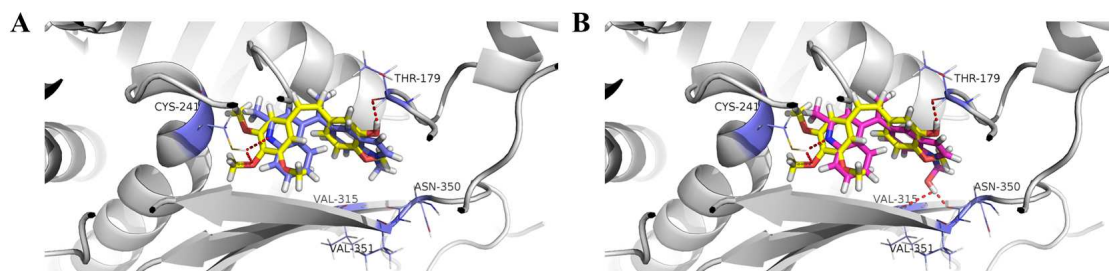 A
CYS-241
THR-179
VAL-315
ASN-350
VAL-351
B
CYS-241
THR-179
VAL-315
ASN-350
VAL-351